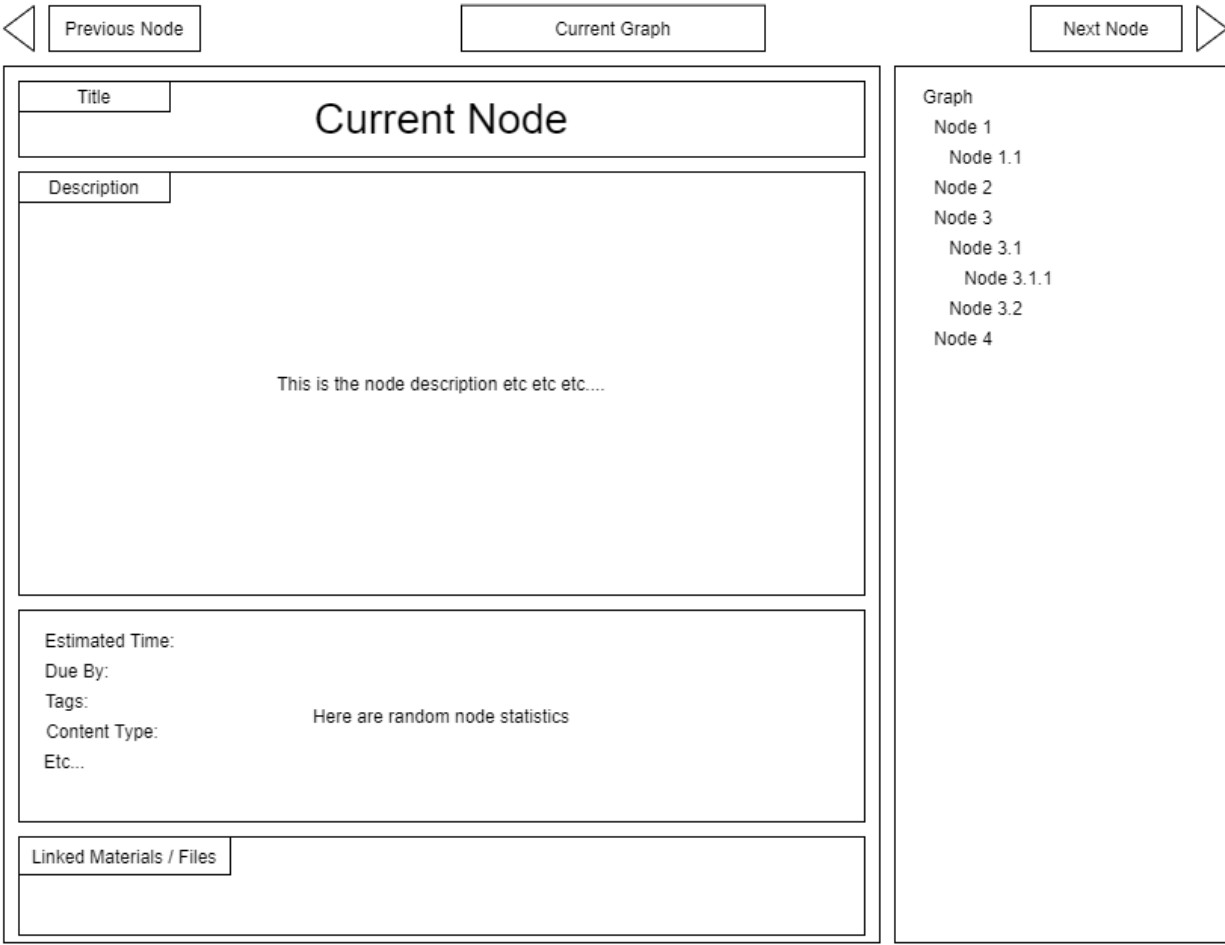 Previous Node
Current Graph
Next Node
Title
Current Node
Description
This is the node description etc etc etc....
Estimated Time:
Due By:
Tags:
Content Type:
Etc...
Here are random node statistics
Linked Materials / Files
Graph
Node 1
Node 1.1
Node 2
Node 3
Node 3.1
Node 3.1.1
Node 3.2
Node 4